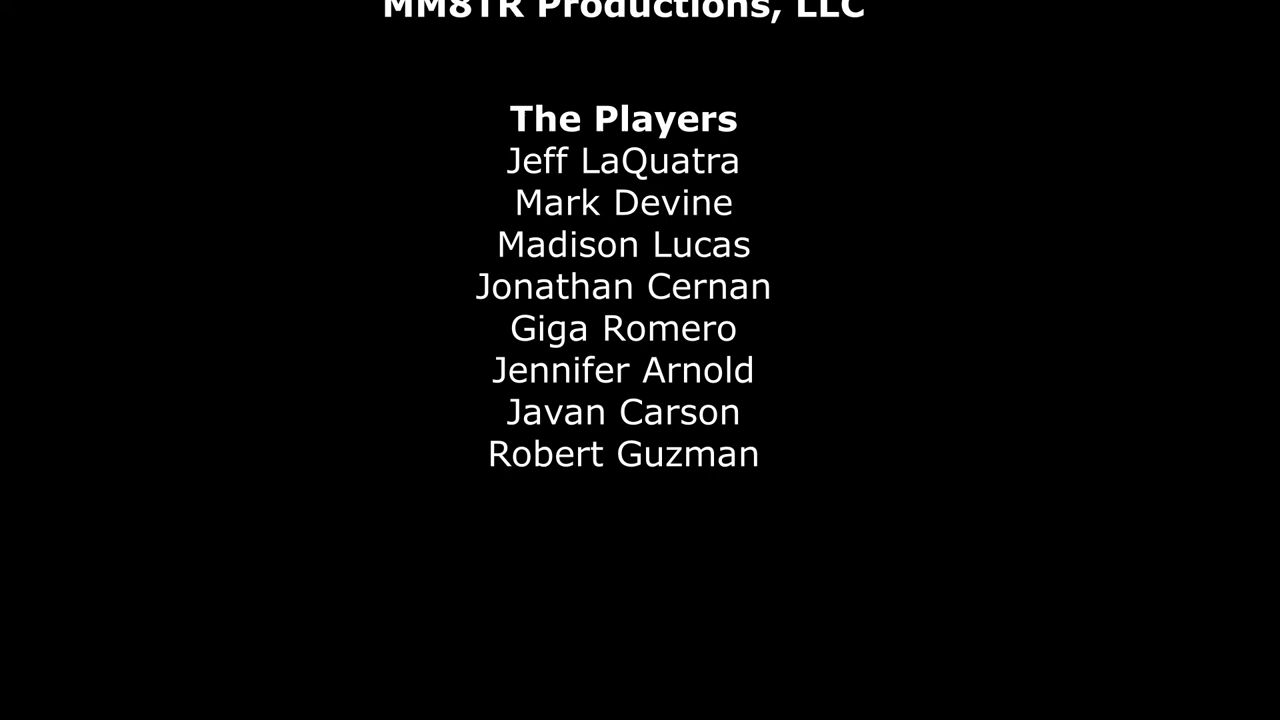 MM8TR Productions, LLC
The Players
Jeff LaQuatra
Mark Devine
Madison Lucas
Jonathan Cernan
Giga Romero
Jennifer Arnold
Javan Carson
Robert Guzman